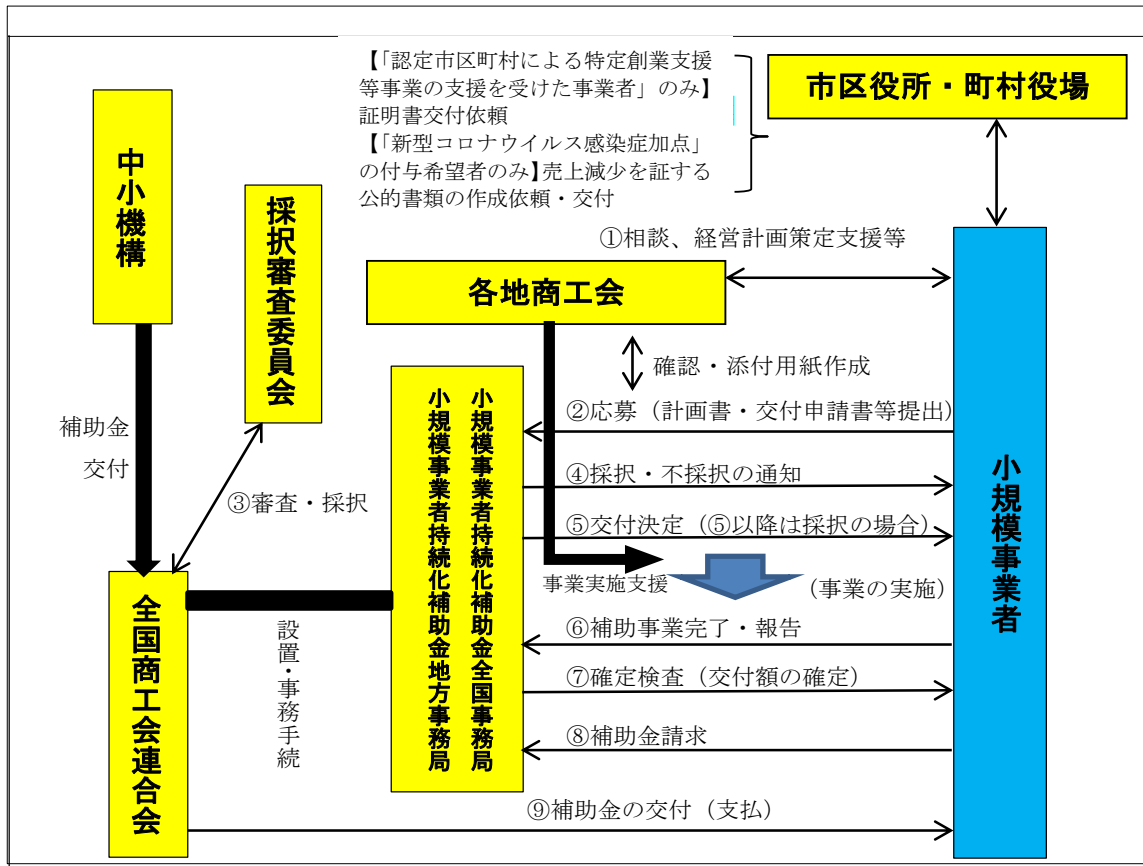 【「認定市区町村による特定創業支援
等事業の支援を受けた事業者」のみ】
証明書交付依頼
【「新型コロナウイルス感染症加点」
の付与希望者のみ】売上減少を証する
公的書類の作成依頼・交付
市区役所・町村役場
中小機構
採択審査委員会
①相談、経営計画策定支援等
各地商工会
確認・添付用紙作成
補助金
交付
③審査・採択
②応募（計画書・交付申請書等提出）
④採択・不採択の通知
⑤交付決定（⑤以降は採択の場合）
事業実施支援
（事業の実施）
小規模事業者持続化補助金全国事務局
小規模事業者持続化補助金地方事務局
小規模事業者
全国商工会連合会
設置・事務手続
⑥補助事業完了・報告
⑦確定検査（交付額の確定）
⑧補助金請求
⑨補助金の交付（支払）